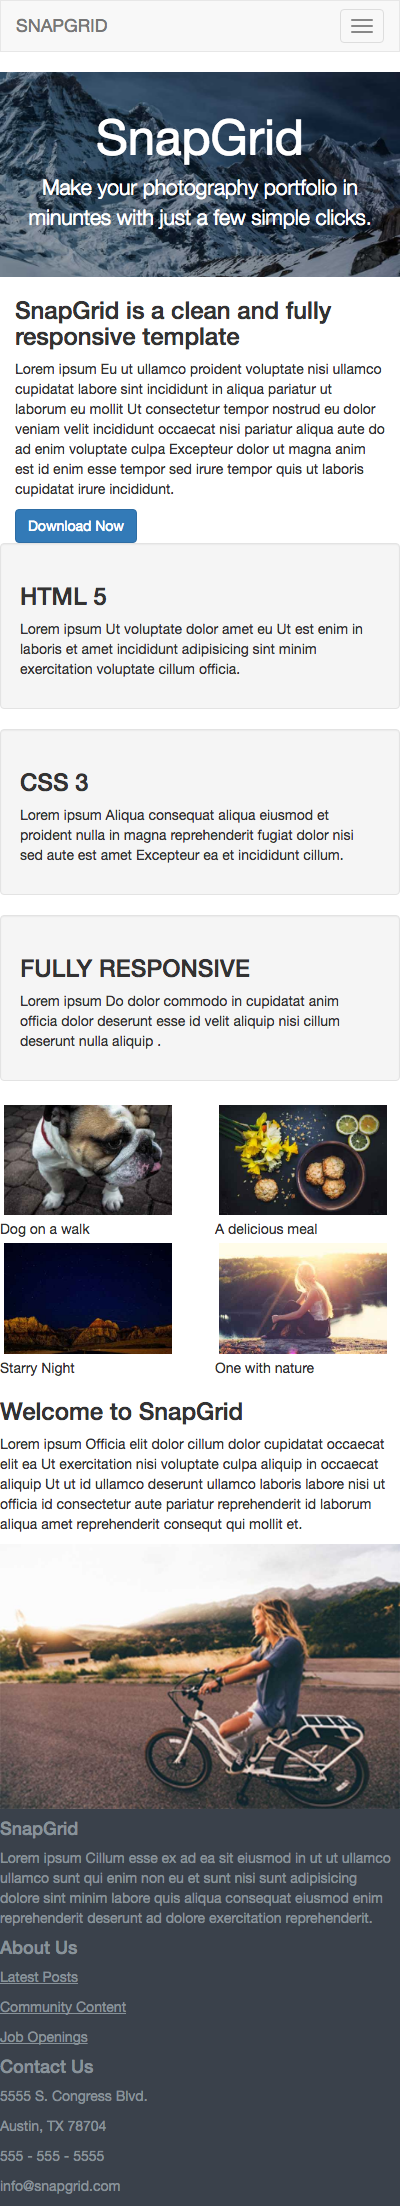 SNAPGRID
SnapGrid
Make your photography portfolio in
minuntes with just a few simple clicks.
SnapGrid is a clean and fully
responsive template
Lorem ipsum Eu ut ullamco proident voluptate nisi ullamco
cupidatat labore sint incididunt in aliqua pariatur ut
laborum eu mollit Ut consectetur tempor nostrud eu dolor
veniam velit incididunt occaecat nisi pariatur aliqua aute do
ad enim voluptate culpa Excepteur dolor ut magna anim
est id enim esse tempor sed irure tempor quis ut laboris
cupidatat irure incididunt.
Download Now
HTML 5
Lorem ipsum Ut voluptate dolor amet eu Ut est enim in
laboris et amet incididunt adipisicing sint minim
exercitation voluptate cillum officia.
CSS 3
Lorem ipsum Aliqua consequat aliqua eiusmod et
proident nulla in magna reprehenderit fugiat dolor nisi
sed aute est amet Excepteur ea et incididunt cillum.
FULLY RESPONSIVE
Lorem ipsum Do dolor commodo in cupidatat anim
officia dolor deserunt esse id velit aliquip nisi cillum
deserunt nulla aliquip .
Dog on a walk
A delicious meal
Starry Night
One with nature
Welcome to SnapGrid
Lorem ipsum Officia elit dolor cillum dolor cupidatat occaecat
elit ea Ut exercitation nisi voluptate culpa aliquip in occaecat
aliquip Ut ut id ullamco deserunt ullamco laboris labore nisi ut
officia id consectetur aute pariatur reprehenderit id laborum
aliqua amet reprehenderit consequt qui mollit et.
SnapGrid
Lorem ipsum Cillum esse ex ad ea sit eiusmod in ut ut ullamco
ullamco sunt qui enim non eu et sunt nisi sunt adipisicing
dolore sint minim labore quis aliqua consequat eiusmod enim
reprehenderit deserunt ad dolore exercitation reprehenderit.
About Us
Latest Posts
Community Content
Job Openings
Contact Us
5555 S. Congress Blvd.
Austin, TX 78704
555 - 555 - 5555
info@snapgrid.com